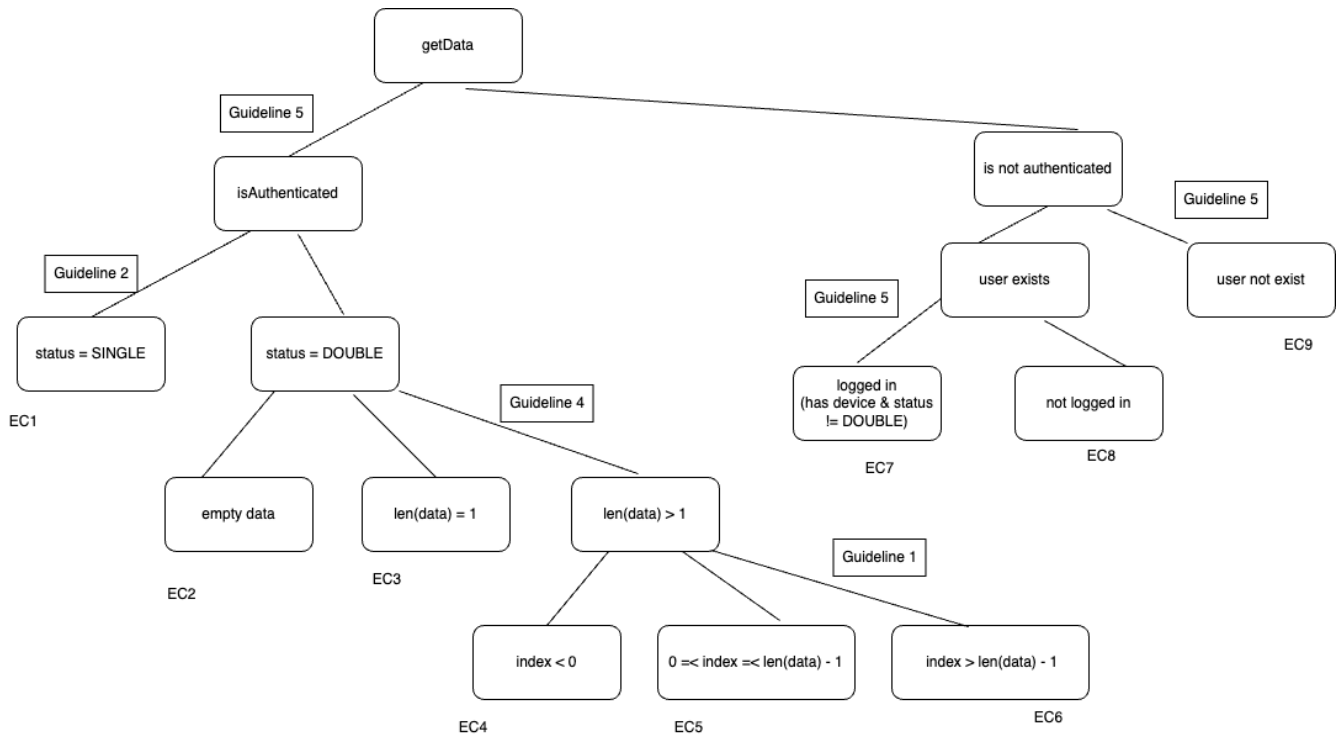 getData
Guideline 5
isAuthenticated
is not authenticated
Guideline 5
Guideline 2
user exists
user not exist
Guideline 5
status = SINGLE
status = DOUBLE
EC9
logged in
(has device & status
!= DOUBLE)
not logged in
Guideline 4
EC1
EC7
EC8
empty data
len(data) = 1
len(data) > 1
Guideline 1
EC2
EC3
index < 0
0 =< index =< len(data) - 1
index > len(data) - 1
EC4
EC5
EC6